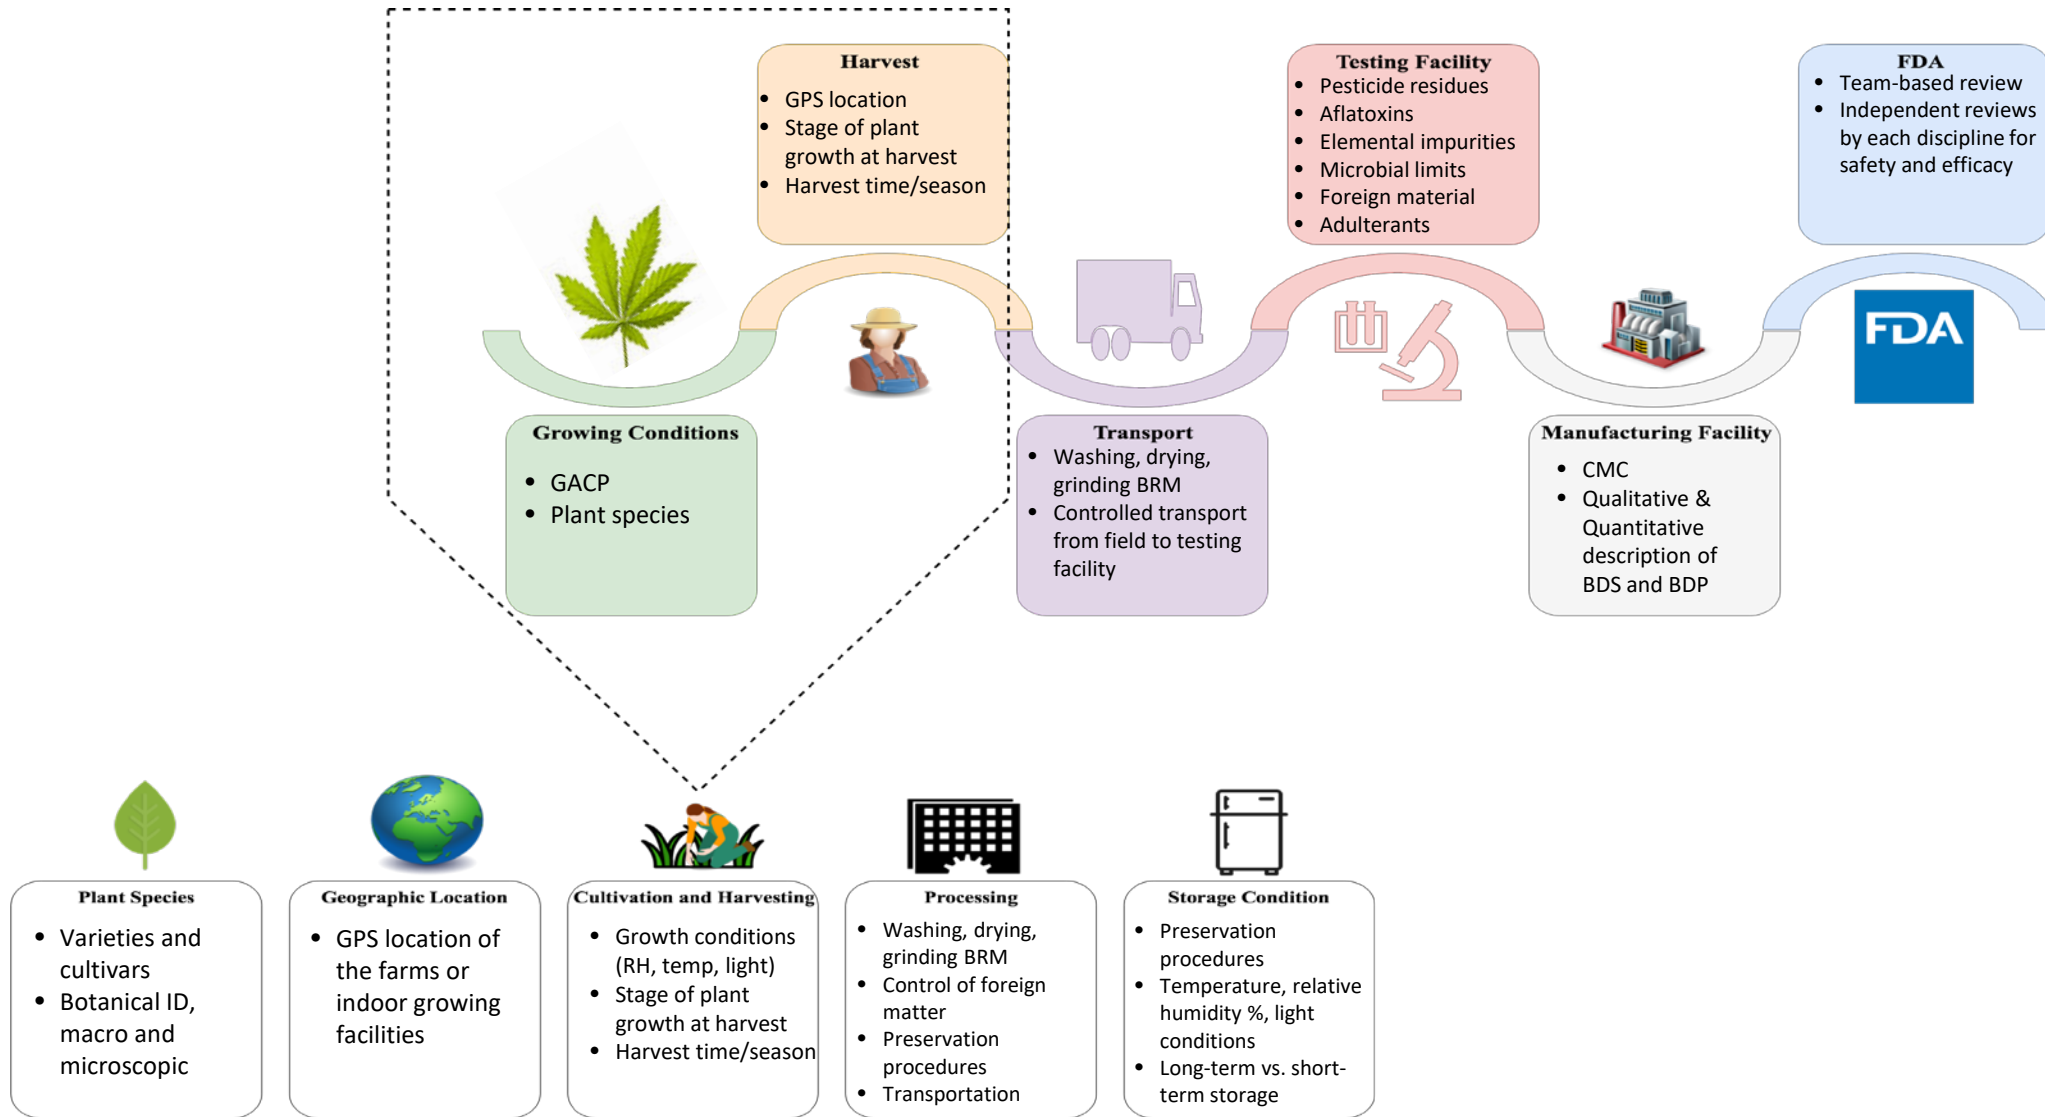 Harvest
• GPS location
• Stage of plant
growth at harvest
• Harvest time/season
Testing Facility
• Pesticide residues
• Aflatoxins
• Elemental impurities
• Microbial limits
• Foreign material
• Adulterants
FDA
• Team-based review
• Independent reviews
by each discipline for
safety and efficacy
FDA
Growing Conditions
• GACP
• Plant species
Transport
• Washing, drying,
grinding BRM
• Controlled transport
from field to testing
facility
Manufacturing Facility
• CMC
• Qualitative &
Quantitative
description of
BDS and BDP
Plant Species
• Varieties and
cultivars
• Botanical ID,
macro and
microscopic
Geographic Location
• GPS location of
the farms or
indoor growing
facilities
Cultivation and Harvesting
• Growth conditions
(RH, temp, light)
• Stage of plant
growth at harvest
• Harvest time/season
Processing
• Washing, drying,
grinding BRM
• Control of foreign
matter
• Preservation
procedures
• Transportation
Storage Condition
• Preservation
procedures
• Temperature, relative
humidity %, light
conditions
• Long-term vs. short-
term storage